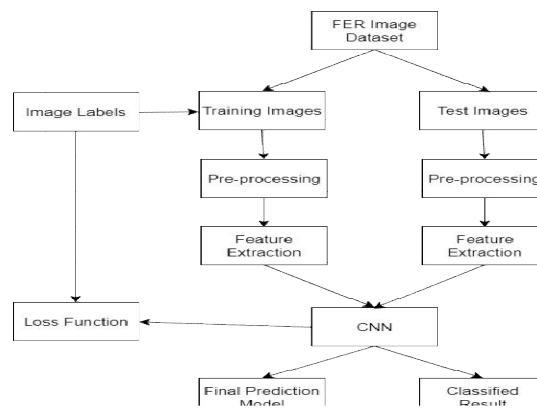 FER Image
Dataset
Image Labels
Training Images
Test Images
Pre-processing
Pre-processing
Feature
Extraction
Feature
Extraction
Loss Function
CNN
Final Prediction
Model
Classified
Result